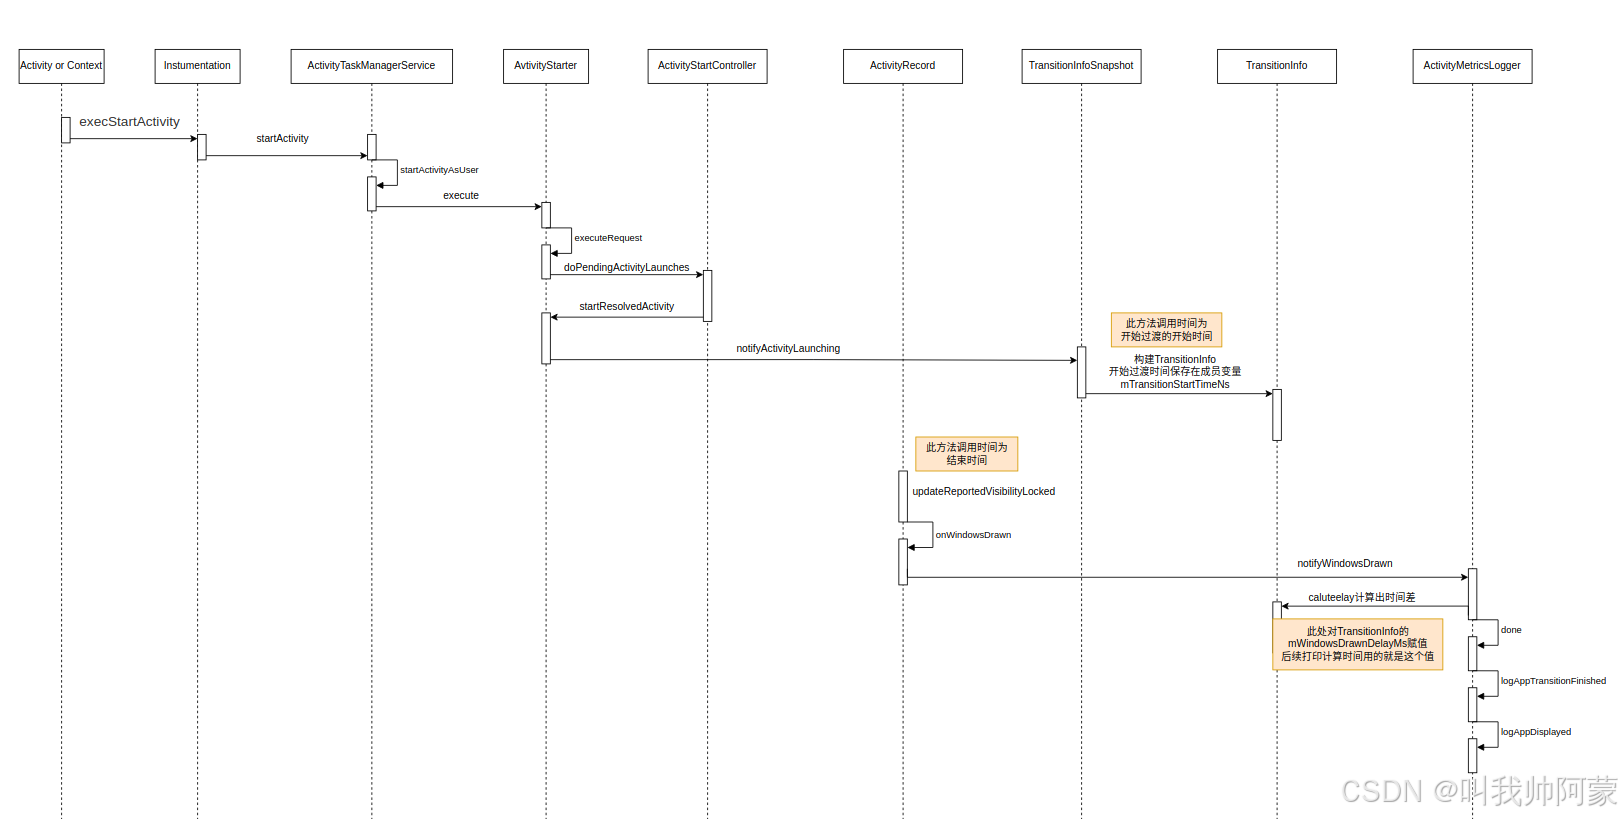 Activity or Context
Instumentation
ActivityTaskManagerService
AvtivityStarter
ActivityStartController
ActivityRecord
TransitionInfoSnapshot
TransitionInfo
ActivityMetricsLogger
execStartActivity
startActivity
startActivityAsUser
execute
executeRequest
doPendingActivityLaunches
startResolvedActivity
notifyActivityLaunching
此方法调用时间为
开始过渡的开始时间
构建TransitionInfo
开始过渡时间保存在成员变量
mTransitionStartTimeNs
此方法调用时间为
结束时间
updateReportedVisibilityLocked
onWindowsDrawn
notifyWindowsDrawn
caluteelay计算出时间差
此处对TransitionInfo的
mWindowsDrawnDelayMs赋值
后续打印计算时间用的就是这个值
done
logAppTransitionFinished
logAppDisplayed
CSDN @叫我帅阿蒙